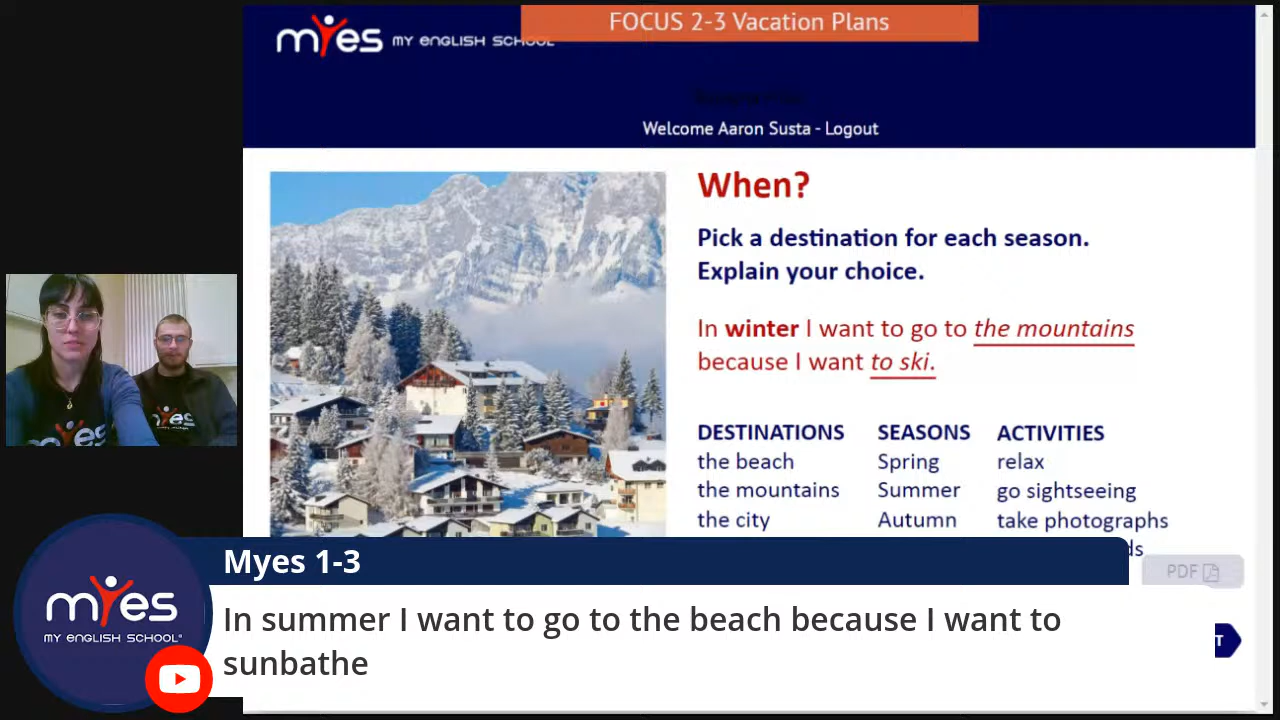 FOCUS 2-3 Vacation Plans
myes MY ENGLISH SCHOOL
Welcome Aaron Susta - Logout
When?
Pick a destination for each season.
Explain your choice.
In winter I want to go to the mountains
because I want to ski.
DESTINATIONS SEASONS ACTIVITIES
the beach Spring relax
the mountains Summer go sightseeing
the city Autumn take photographs
PDF
myes
myes
myes
MY ENGLISH SCHOOL
Myes 1-3
In summer I want to go to the beach because I want to
sunbathe